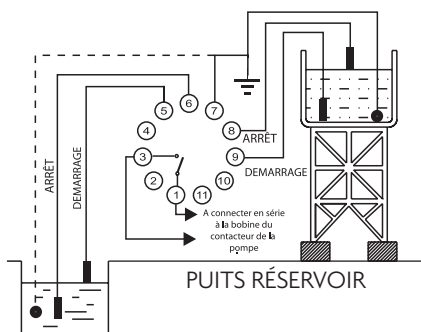 6
5
7
4
8
ARRÊT
3
9
DEMARRAGE
2
10
1
11
ARRÊT
DEMARRAGE
A connecter en série
à la bobine du
contacteur de la
pompe
PUITS RÉSERVOIR